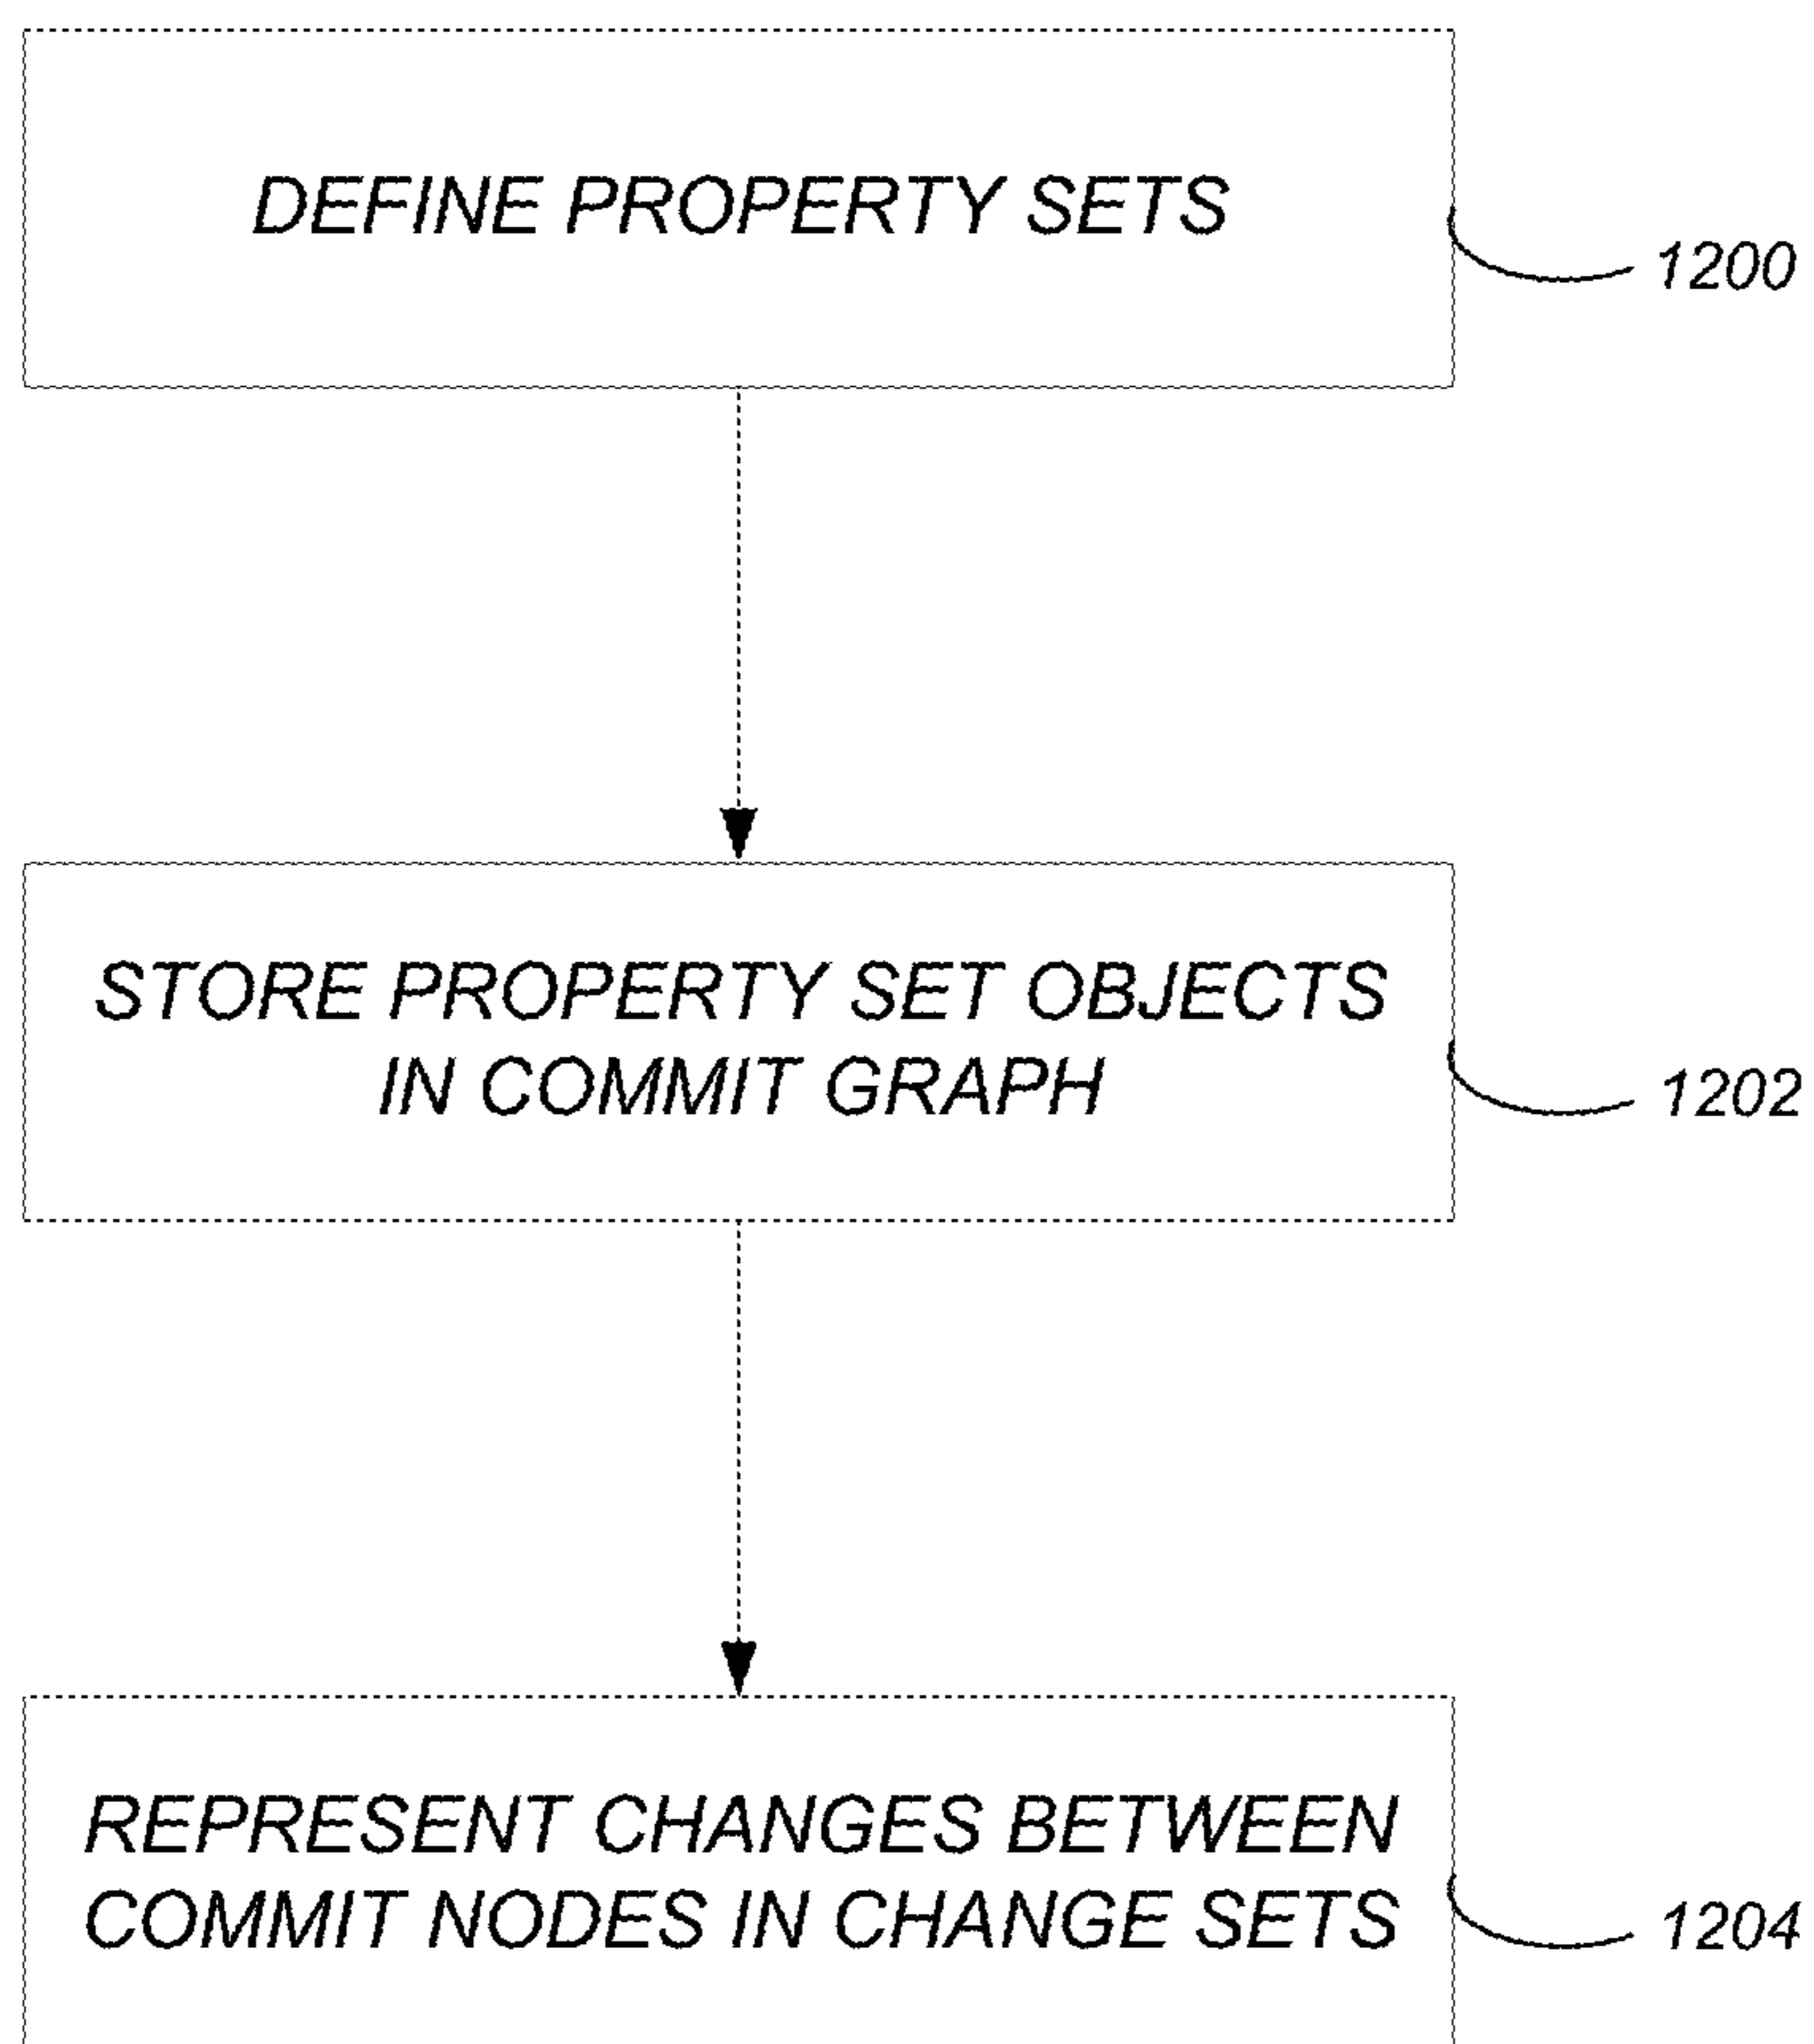 DEFINE PROPERTY SETS
1200
STORE PROPERTY SET OBJECTS
IN COMMIT GRAPH
1202
REPRESENT CHANGES BETWEEN
COMMIT NODES IN CHANGE SETS
1204